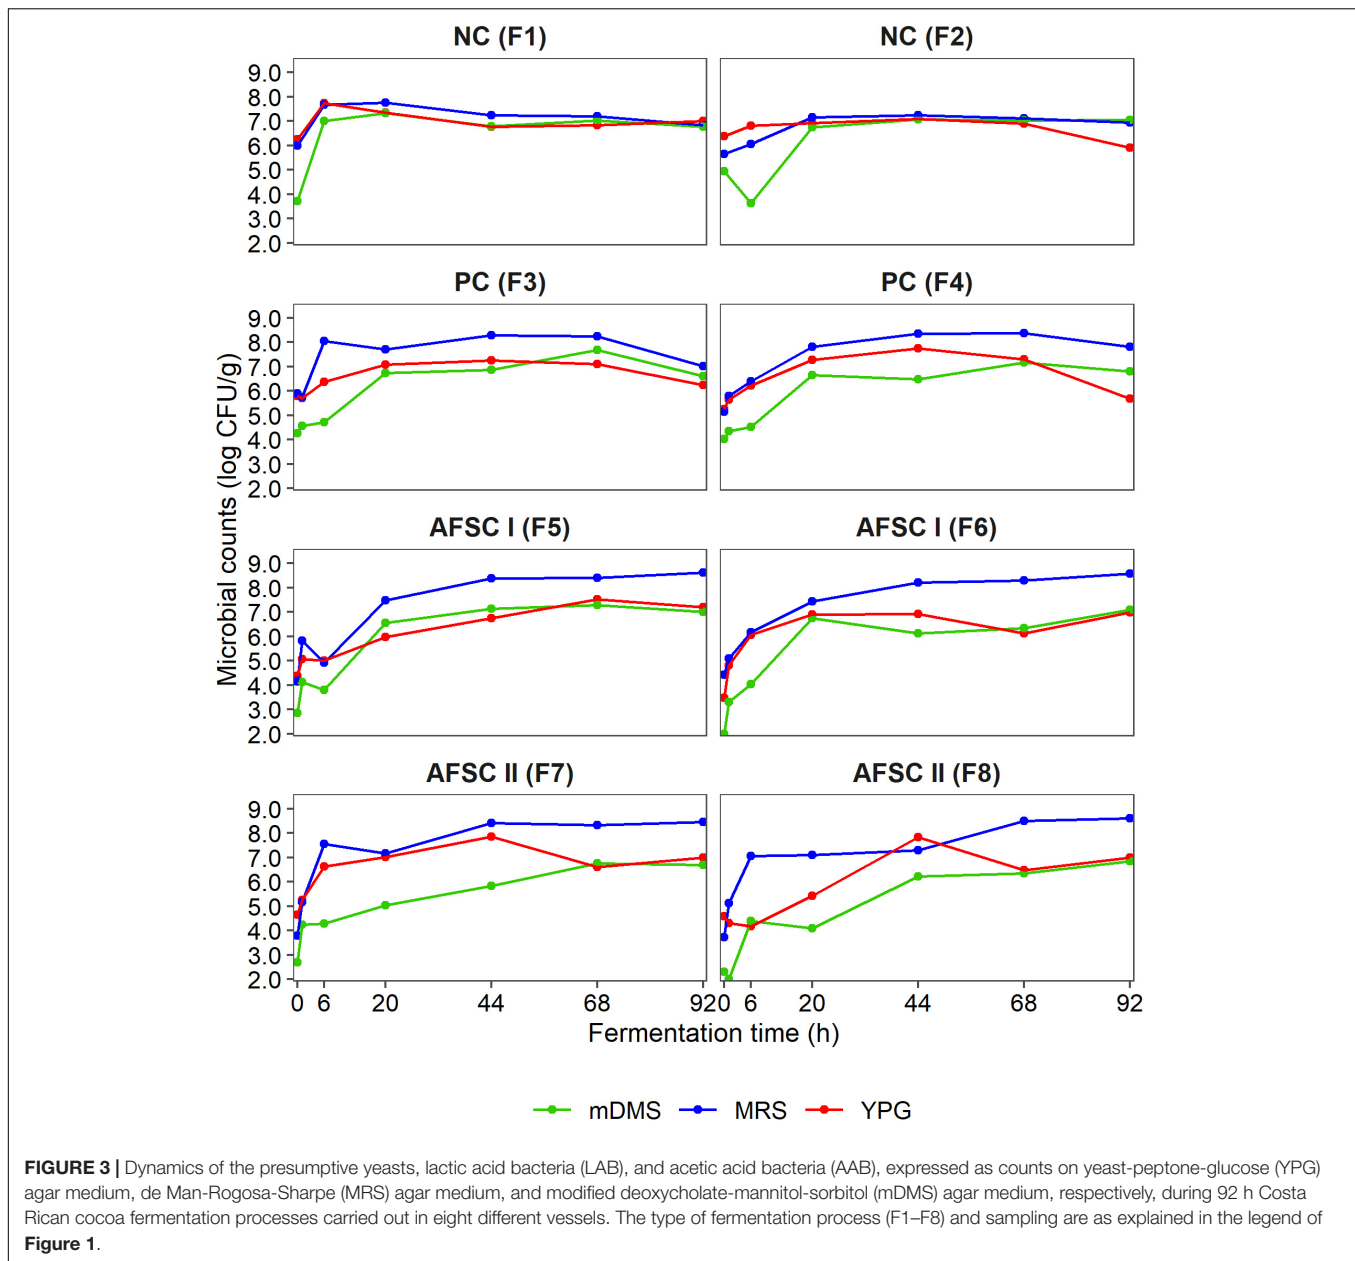 NC (F1)
NC (F2)
9.0
8.0
7.0
6.0
5.0
4.0
3.0
2.0
PC (F3)
PC (F4)
9.0
8.0
7.0
6.0
5.0
4.0
3.0
2.0
Microbial counts (log CFU/g)
AFSC I (F5)
AFSC I (F6)
9.0
8.0
7.0
6.0
5.0
4.0
3.0
2.0
AFSC II (F7)
AFSC II (F8)
9.0
8.0
7.0
6.0
5.0
4.0
3.0
2.0
0 6 20 44 68 92
0 6 20 44 68 92
Fermentation time (h)
mDMS MRS YPG
FIGURE 3 | Dynamics of the presumptive yeasts, lactic acid bacteria (LAB), and acetic acid bacteria (AAB), expressed as counts on yeast-peptone-glucose (YPG)
agar medium, de Man-Rogosa-Sharpe (MRS) agar medium, and modified deoxycholate-mannitol-sorbitol (mDMS) agar medium, respectively, during 92 h Costa
Rican cocoa fermentation processes carried out in eight different vessels. The type of fermentation process (F1–F8) and sampling are as explained in the legend of
Figure 1.